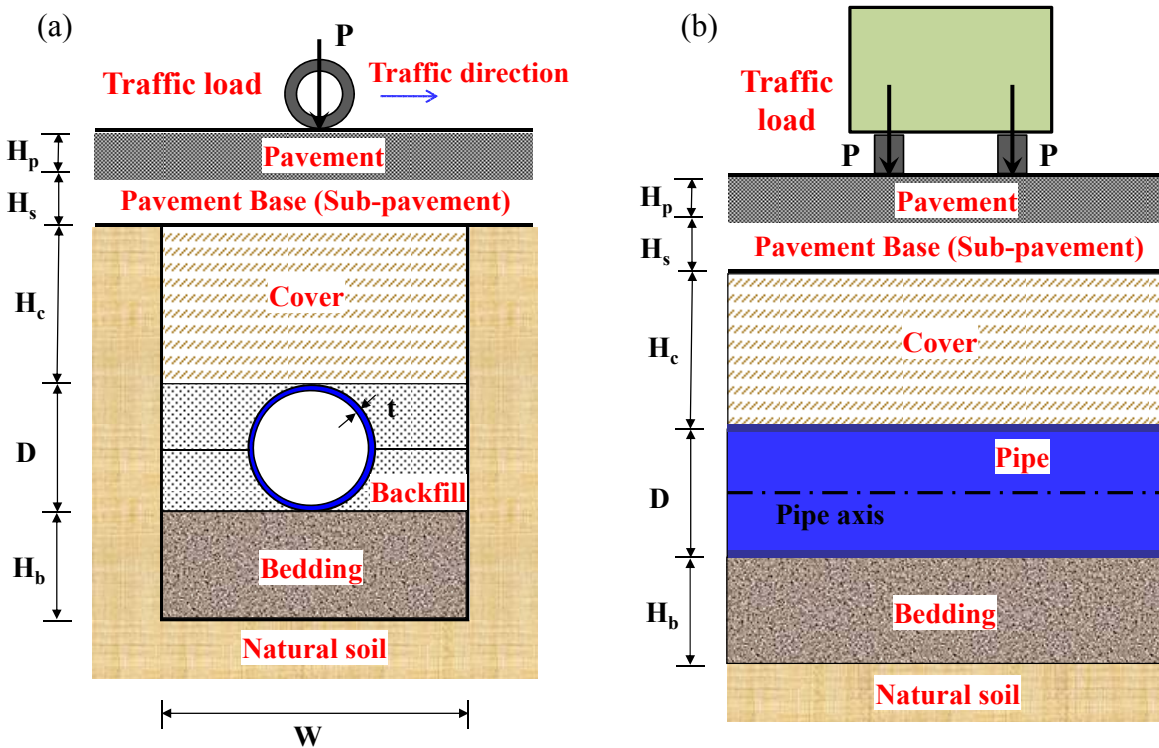 (a)
P
Traffic load
Traffic direction
Hp
Pavement
Hs
Pavement Base (Sub-pavement)
Hc
Cover
t
D
Backfill
Hb
Bedding
Natural soil
W
(b)
Traffic
load
P
P
Hp
Pavement
Hs
Pavement Base (Sub-pavement)
Hc
Cover
Pipe
D
Pipe axis
Hb
Bedding
Natural soil